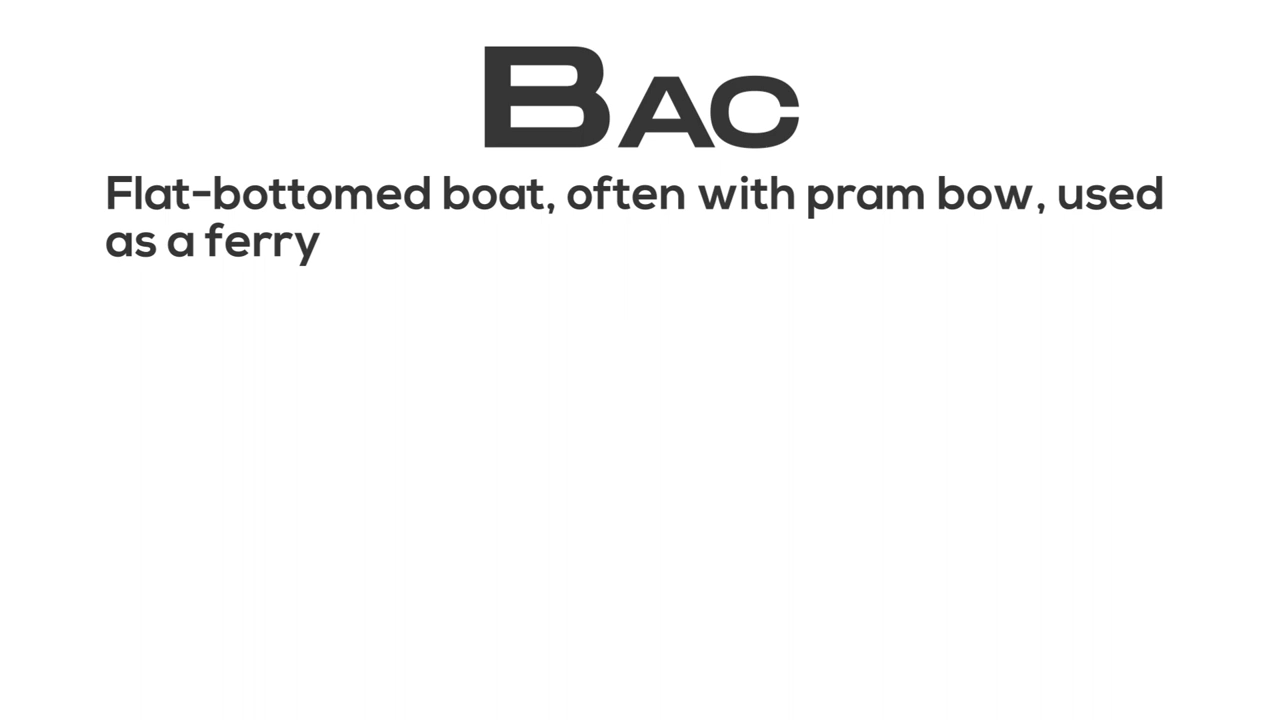 Bac
Flat-bottomed boat, often with pram bow, used
as a ferry